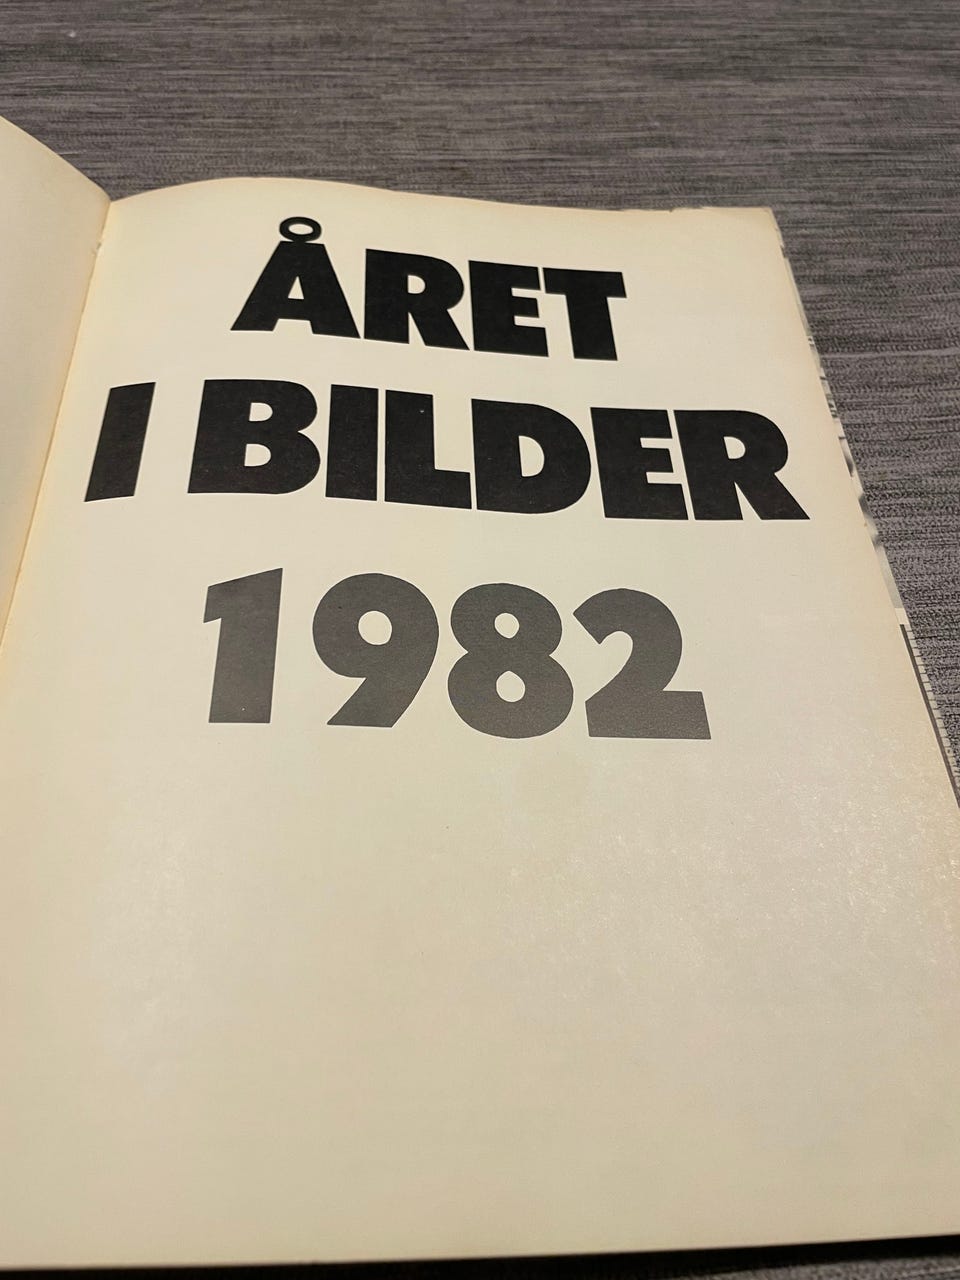 ÅRET
I BILDER
1982